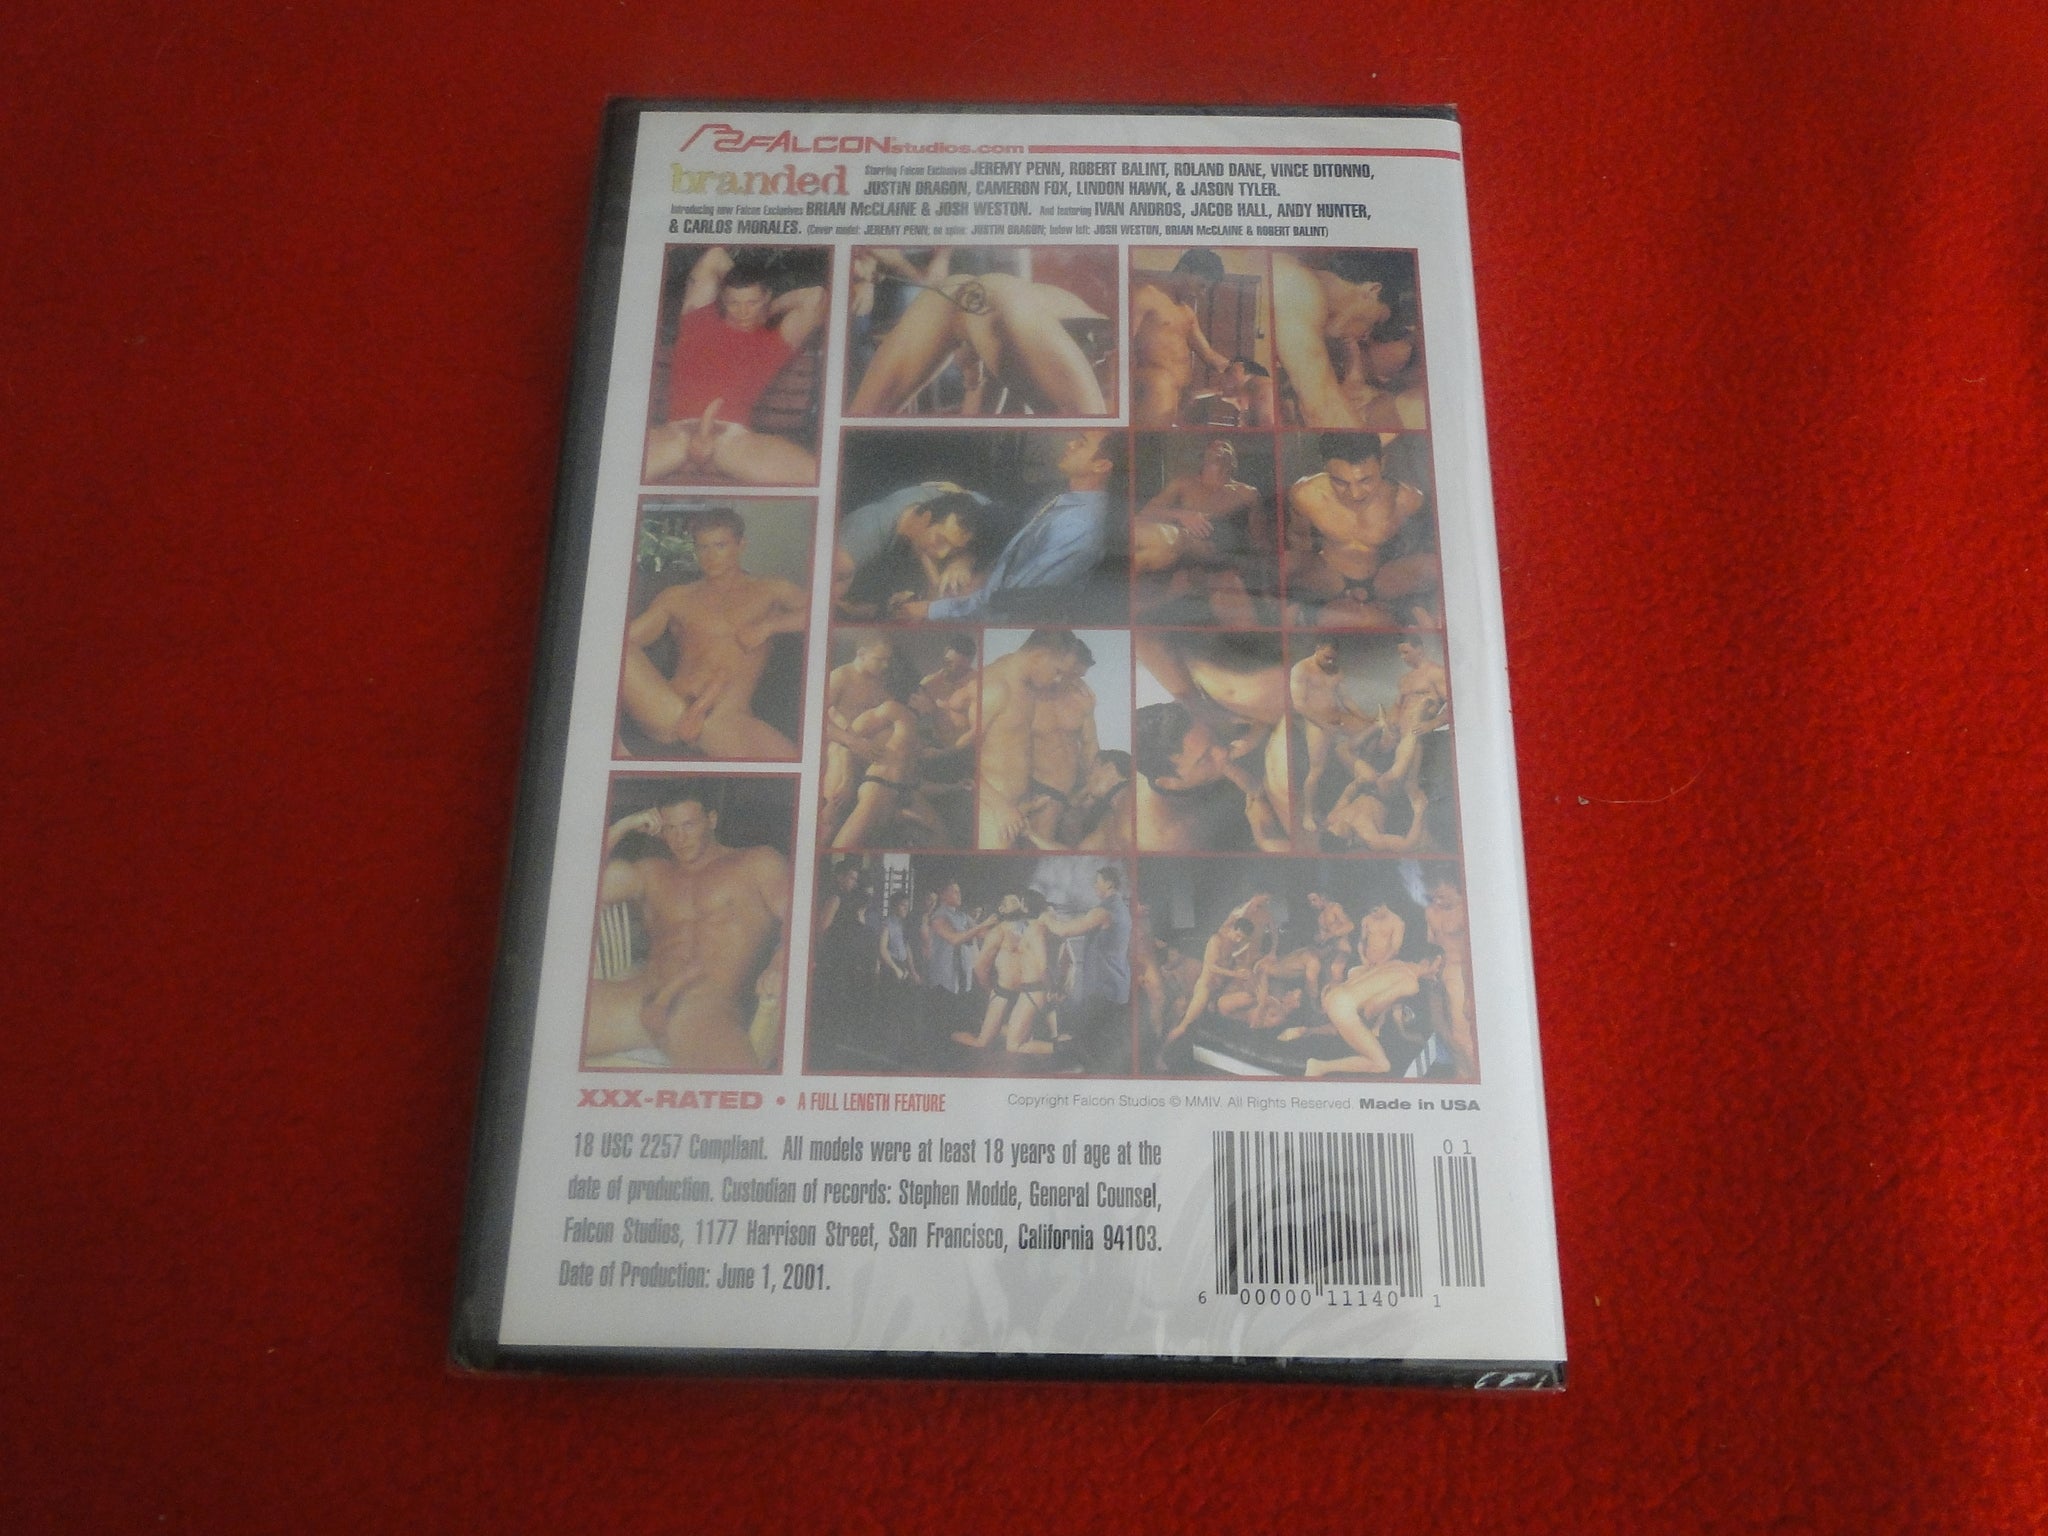 FALCONstudios.com
branded Starring Falcon Exclusives JEREMY PENN, ROBERT BALINT, ROLAND DANE, VINCE DITONNO,
JUSTIN DRAGON, CAMERON FOX, LINDON HAWK, & JASON TYLER.
Introducing new Falcon Exclusives BRIAN McCLAINE & JOSH WESTON. And featuring IVAN ANDROS, JACOB HALL, ANDY HUNTER,
& CARLOS MORALES. (Cover model: JEREMY PENN; on spine: JUSTIN DRAGON; below left: JOSH WESTON, BRIAN McCLAINE & ROBERT BALINT)
XXX-RATED • A FULL LENGTH FEATURE Copyright Falcon Studios © MMIV. All Rights Reserved. Made in USA
18 USC 2257 Compliant. All models were at least 18 years of age at the
date of production. Custodian of records: Stephen Modde, General Counsel,
Falcon Studios, 1177 Harrison Street, San Francisco, California 94103.
Date of Production: June 1, 2001.
01
6 00000 11140 1